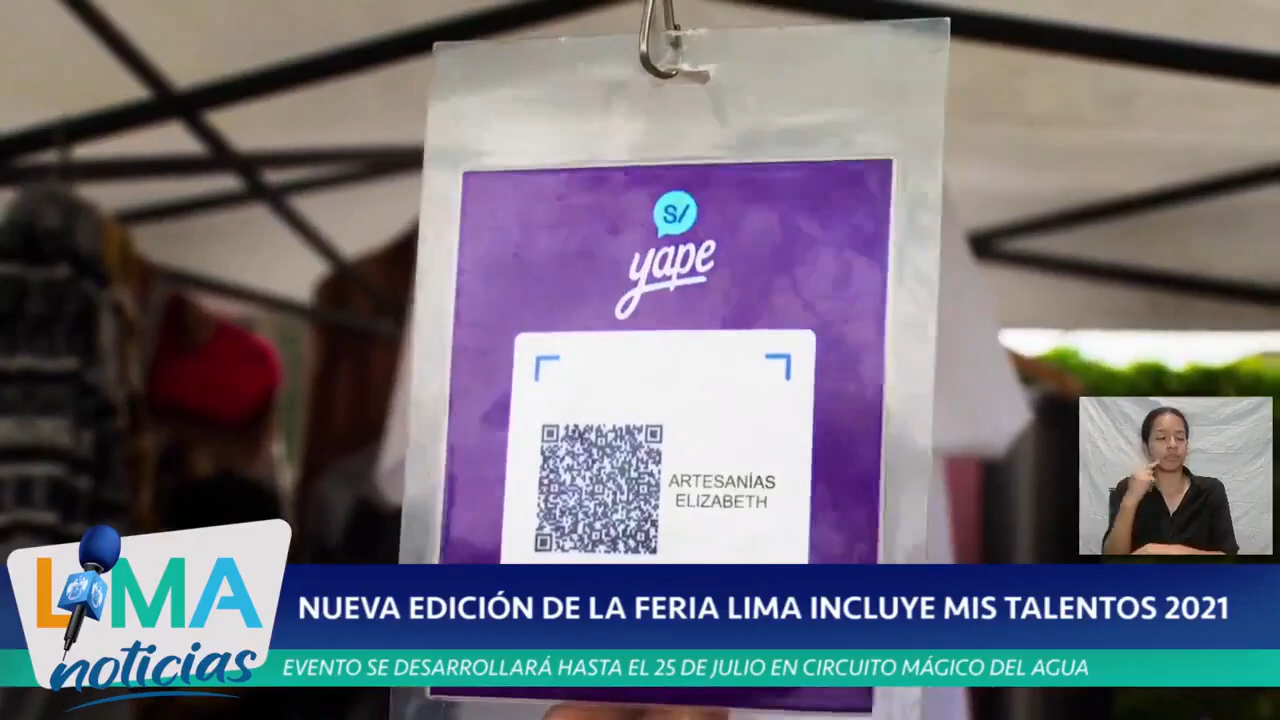 S/
yape
ARTESANÍAS
ELIZABETH
LIMA
noticias
NUEVA EDICIÓN DE LA FERIA LIMA INCLUYE MIS TALENTOS 2021
EVENTO SE DESARROLLARÁ HASTA EL 25 DE JULIO EN CIRCUITO MÁGICO DEL AGUA